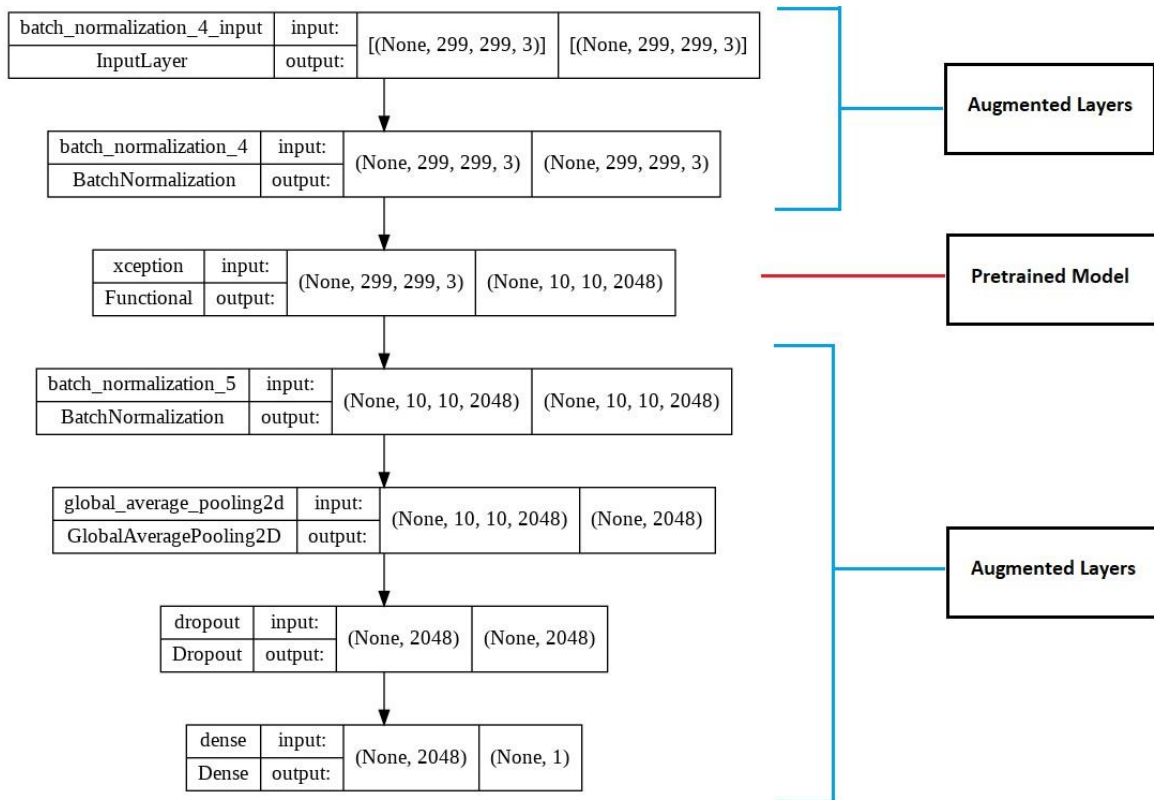 batch_normalization_4_input input: [(None, 299, 299, 3)] [(None, 299, 299, 3)]
InputLayer output:
Augmented Layers
batch_normalization_4 input: (None, 299, 299, 3) (None, 299, 299, 3)
BatchNormalization output:
xception input: (None, 299, 299, 3) (None, 10, 10, 2048)
Functional output:
Pretrained Model
batch_normalization_5 input: (None, 10, 10, 2048) (None, 10, 10, 2048)
BatchNormalization output:
global_average_pooling2d input: (None, 10, 10, 2048) (None, 2048)
GlobalAveragePooling2D output:
Augmented Layers
dropout input: (None, 2048) (None, 2048)
Dropout output:
dense input: (None, 2048) (None, 1)
Dense output: